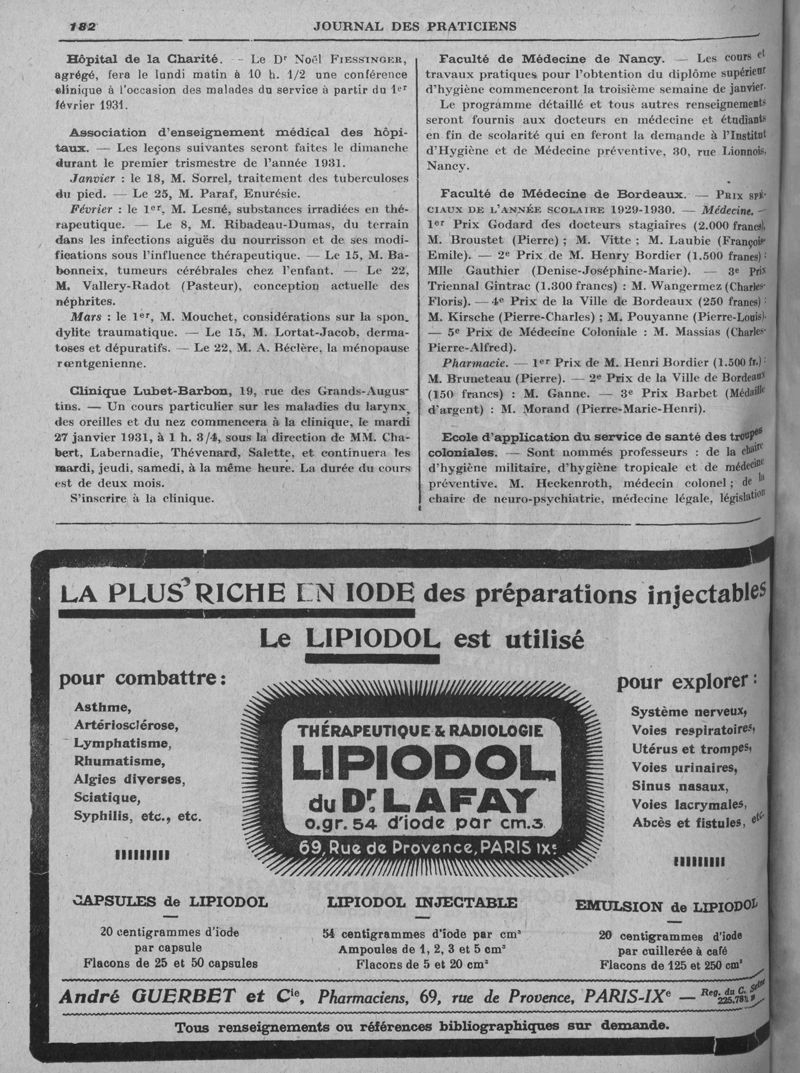 182
JOURNAL DES PRATICIENS
Hôpital de la Charité. — Le Dr Noël FIESSINGER,
agrégé, fera le lundi matin à 10 h. 1/2 une conférence
clinique à l'occasion des malades du service à partir du 1er
février 1931.
Association d'enseignement médical des hôpi-
taux. — Les leçons suivantes seront faites le dimanche
durant le premier trismestre de l'année 1931.
Janvier : le 18, M. Sorrel, traitement des tuberculoses
du pied. — Le 25, M. Paraf, Enurésie.
Février : le 1er, M. Lesné, substances irradiées en thé-
rapeutique. — Le 8, M. Ribadeau-Dumas, du terrain
dans les infections aiguës du nourrisson et de ses modi-
fications sous l'influence thérapeutique. — Le 15, M. Ba-
bonneix, tumeurs cérébrales chez l'enfant. — Le 22,
M. Vallery-Radot (Pasteur), conception actuelle des
néphrites.
Mars : le 1er, M. Mouchet, considérations sur la spon-
dylite traumatique. — Le 15, M. Lortat-Jacob, derma-
toses et dépuratifs. — Le 22, M. A. Béclère, la ménopause
rœntgenienne.
Clinique Lubet-Barbon, 19, rue des Grands-Augus-
tins. — Un cours particulier sur les maladies du larynx,
des oreilles et du nez commencera à la clinique, le mardi
27 janvier 1931, à 1 h. 3/4, sous la direction de MM. Cha-
bert, Labernadie, Thévenard, Salette, et continuera les
mardi, jeudi, samedi, à la même heure. La durée du cours
est de deux mois.
S'inscrire à la clinique.
Faculté de Médecine de Nancy. — Les cours et
travaux pratiques pour l'obtention du diplôme supérieur
d'hygiène commenceront la troisième semaine de janvier.
Le programme détaillé et tous autres renseignements
seront fournis aux docteurs en médecine et étudiants
en fin de scolarité qui en feront la demande à l'Institut
d'Hygiène et de Médecine préventive, 30, rue Lionnois,
Nancy.
Faculté de Médecine de Bordeaux. — PRIX SPÉ-
CIAUX DE L'ANNÉE SCOLAIRE 1929-1930. — Médecine. —
1er Prix Godard des docteurs stagiaires (2.000 francs),
M. Broustet (Pierre) ; M. Vitte ; M. Laubie (François-
Emile). — 2e Prix de M. Henry Bordier (1.500 francs) :
Mlle Gauthier (Denise-Joséphine-Marie). — 3e Prix
Triennal Gintrac (1.300 francs) : M. Wangermez (Charles-
Floris). — 4e Prix de la Ville de Bordeaux (250 francs) :
M. Kirsche (Pierre-Charles) ; M. Pouyanne (Pierre-Louis).
— 5e Prix de Médecine Coloniale : M. Massias (Charles-
Pierre-Alfred).
Pharmacie. — 1er Prix de M. Henri Bordier (1.500 fr.) :
M. Bruneteau (Pierre). — 2e Prix de la Ville de Bordeaux
(150 francs) : M. Ganne. — 3e Prix Barbet (Médaille
d'argent) : M. Morand (Pierre-Marie-Henri).
Ecole d'application du service de santé des troupes
coloniales. — Sont nommés professeurs : de la chaire
d'hygiène militaire, d'hygiène tropicale et de médecine
préventive. M. Heckenroth, médecin colonel ; de la
chaire de neuro-psychiatrie, médecine légale, législation
LA PLUS RICHE EN IODE des préparations injectables
Le LIPIODOL est utilisé
pour combattre :
Asthme,
Artériosclérose,
Lymphatisme,
Rhumatisme,
Algies diverses,
Sciatique,
Syphilis, etc., etc.
THÉRAPEUTIQUE & RADIOLOGIE
LIPIODOL
du Dr. LAFAY
0.gr. 54 d'iode par cm.3
69, Rue de Provence, PARIS IXe
pour explorer :
Système nerveux,
Voies respiratoires,
Utérus et trompes,
Voies urinaires,
Sinus nasaux,
Voies lacrymales,
Abcès et fistules, etc.
CAPSULES de LIPIODOL
20 centigrammes d'iode
par capsule
Flacons de 25 et 50 capsules
LIPIODOL INJECTABLE
54 centigrammes d'iode par cm³
Ampoules de 1, 2, 3 et 5 cm³
Flacons de 5 et 20 cm³
EMULSION de LIPIODOL
20 centigrammes d'iode
par cuillerée à café
Flacons de 125 et 250 cm³
André GUERBET et Cie, Pharmaciens, 69, rue de Provence, PARIS-IXe — Reg. du C. Seine
Tous renseignements ou références bibliographiques sur demande.